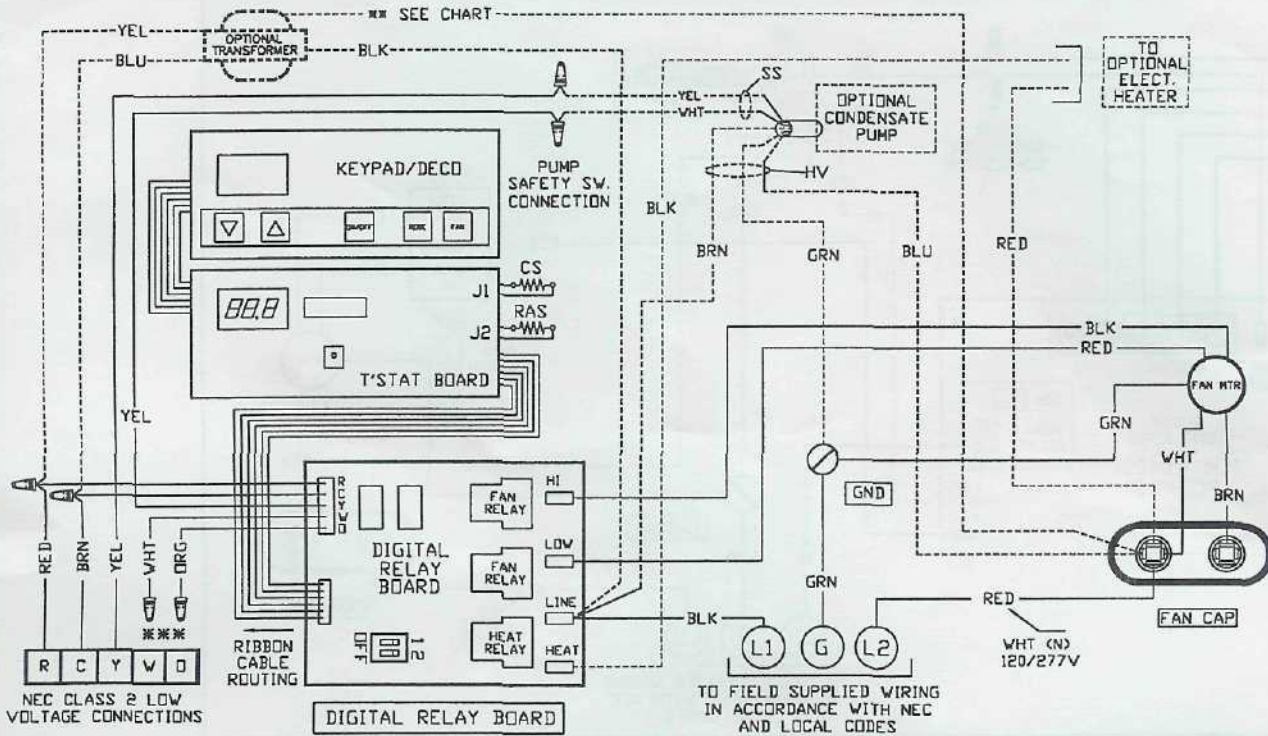 ** SEE CHART
YEL
OPTIONAL
TRANSFORMER
BLU
BLK
TO
OPTIONAL
ELECT.
HEATER
SS
YEL
WHT
OPTIONAL
CONDENSATE
PUMP
KEYPAD/DECO
PUMP
SAFETY SW.
CONNECTION
HV
ON/OFF
MODE
FAN
BLK
BRN
GRN
BLU
RED
CS
J1
88.8
RAS
J2
T'STAT BOARD
BLK
RED
FAN MTR
YEL
GRN
WHT
BRN
R
C
Y
W
O
HI
FAN
RELAY
GND
DIGITAL
RELAY
BOARD
LOW
FAN
RELAY
RED
BRN
YEL
WHT
ORG
***
LINE
BLK
GRN
RED
FAN CAP
HEAT
RELAY
HEAT
1 2
OFF
RIBBON
CABLE
ROUTING
L1
G
L2
WHT (N)
120/277V
R C Y W O
NEC CLASS 2 LOW
VOLTAGE CONNECTIONS
DIGITAL RELAY BOARD
TO FIELD SUPPLIED WIRING
IN ACCORDANCE WITH NEC
AND LOCAL CODES